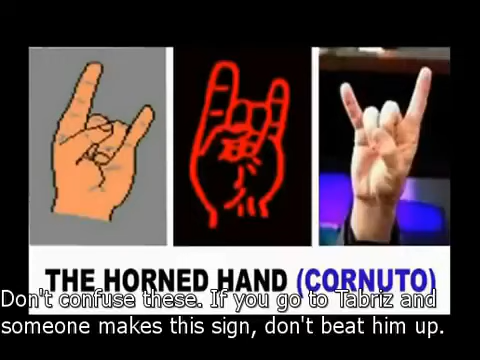 THE HORNED HAND (CORNUTO)
Don't confuse these. If you go to Tabriz and
someone makes this sign, don't beat him up.